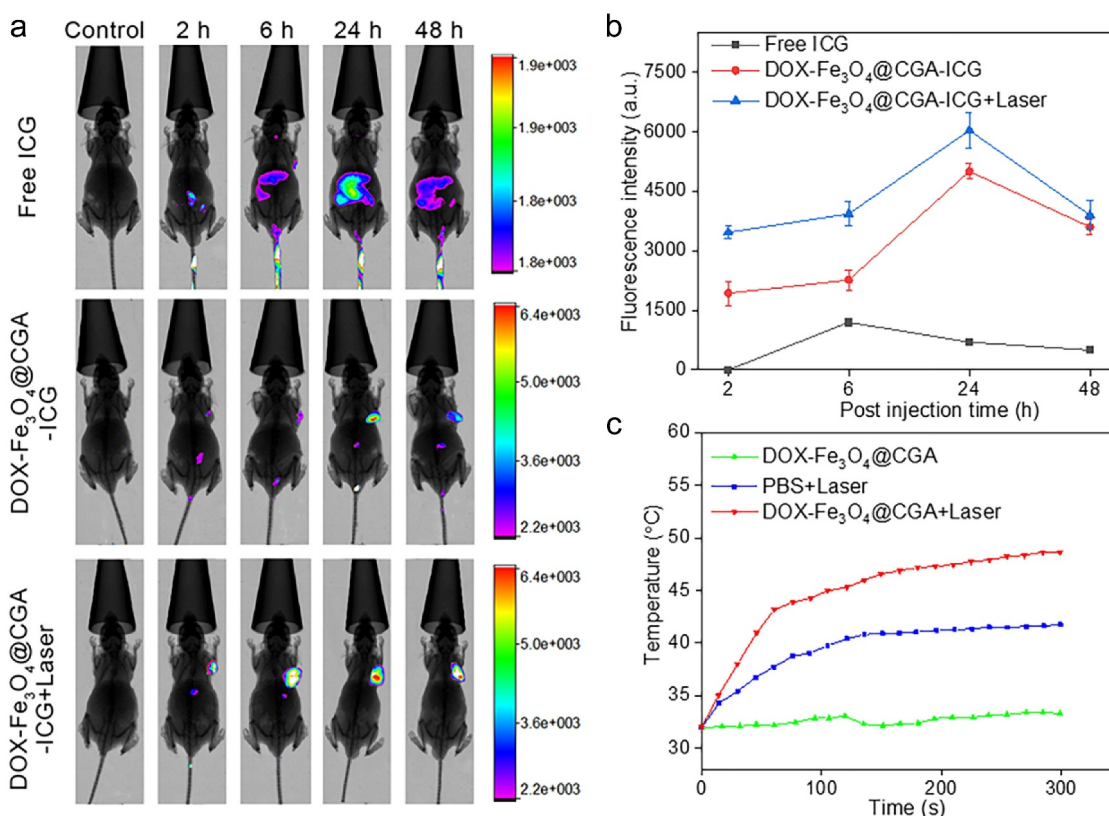 a
Control 2 h 6 h 24 h 48 h
Free ICG
1.9e+003
1.9e+003
1.8e+003
1.8e+003
DOX-Fe₃O₄@CGA
-ICG
6.4e+003
5.0e+003
3.6e+003
2.2e+003
DOX-Fe₃O₄@CGA
-ICG+Laser
6.4e+003
5.0e+003
3.6e+003
2.2e+003
b
Free ICG
DOX-Fe₃O₄@CGA-ICG
DOX-Fe₃O₄@CGA-ICG+Laser
Fluorescence intensity (a.u.)
7500
6000
4500
3000
1500
0
2 6 24 48
Post injection time (h)
c
DOX-Fe₃O₄@CGA
PBS+Laser
DOX-Fe₃O₄@CGA+Laser
Temperature (°C)
60
55
50
45
40
35
30
0 100 200 300
Time (s)